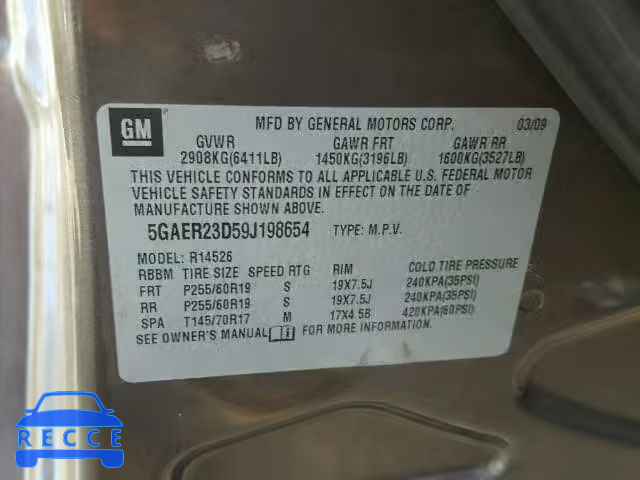 GM
MFD BY GENERAL MOTORS CORP. 03/09
GVWR GAWR FRT GAWR RR
2908KG(6411LB) 1450KG(3196LB) 1600KG(3527LB)
THIS VEHICLE CONFORMS TO ALL APPLICABLE U.S. FEDERAL MOTOR
VEHICLE SAFETY STANDARDS IN EFFECT ON THE DATE OF
MANUFACTURE SHOWN ABOVE.
5GAER23D59J198654 TYPE: M.P.V.
MODEL: R14526
RBBM TIRE SIZE SPEED RTG RIM COLD TIRE PRESSURE
FRT P255/60R19 S 19X7.5J 240KPA(35PSI)
RR P255/60R19 S 19X7.5J 240KPA(35PSI)
SPA T145/70R17 M 17X4.5B 420KPA(60PSI)
SEE OWNER'S MANUAL FOR MORE INFORMATION.
RECCE